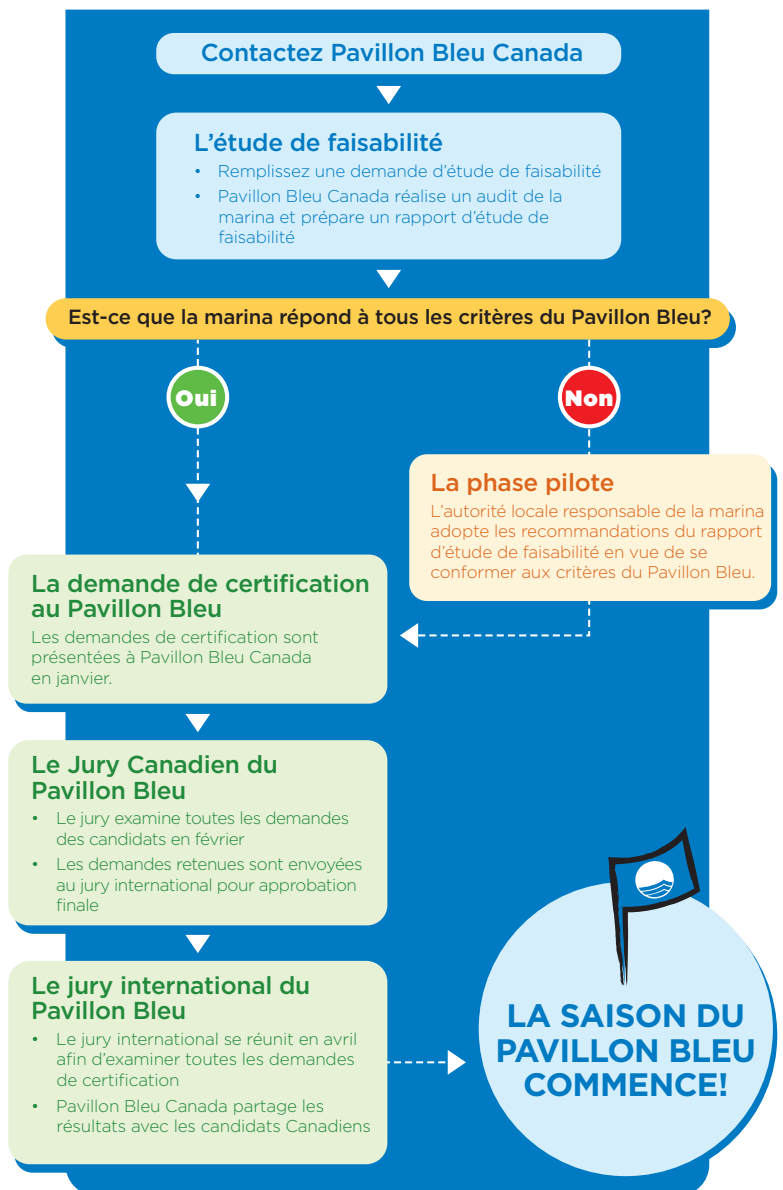 Contactez Pavillon Bleu Canada
L'étude de faisabilité
• Remplissez une demande d'étude de faisabilité
• Pavillon Bleu Canada réalise un audit de la
marina et prépare un rapport d'étude de
faisabilité
Est-ce que la marina répond à tous les critères du Pavillon Bleu?
Oui
Non
La phase pilote
L'autorité locale responsable de la marina
adopte les recommandations du rapport
d'étude de faisabilité en vue de se
conformer aux critères du Pavillon Bleu.
La demande de certification
au Pavillon Bleu
Les demandes de certification sont
présentées à Pavillon Bleu Canada
en janvier.
Le Jury Canadien du
Pavillon Bleu
• Le jury examine toutes les demandes
des candidats en février
• Les demandes retenues sont envoyées
au jury international pour approbation
finale
Le jury international du
Pavillon Bleu
• Le jury international se réunit en avril
afin d'examiner toutes les demandes
de certification
• Pavillon Bleu Canada partage les
résultats avec les candidats Canadiens
LA SAISON DU
PAVILLON BLEU
COMMENCE!